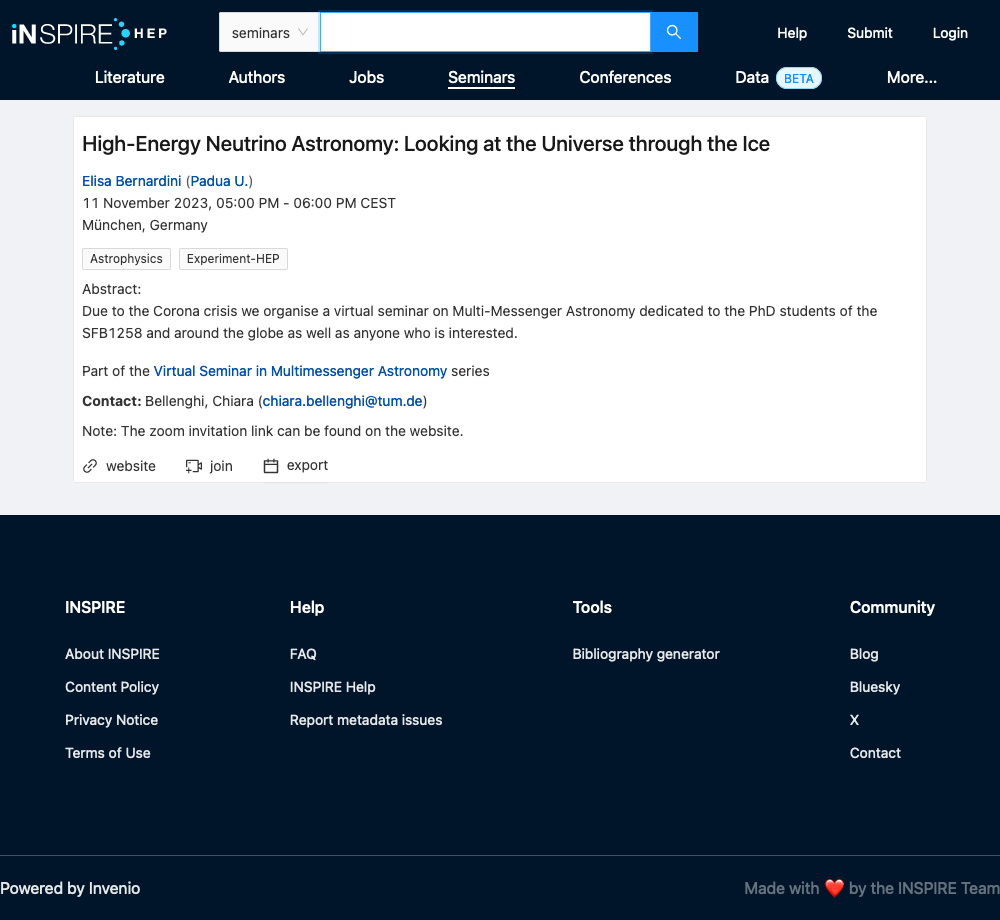 iNSPIRE HEP
seminars
Help Submit Login
Literature Authors Jobs Seminars Conferences Data BETA More...
High-Energy Neutrino Astronomy: Looking at the Universe through the Ice
Elisa Bernardini (Padua U.)
11 November 2023, 05:00 PM - 06:00 PM CEST
München, Germany
Astrophysics Experiment-HEP
Abstract:
Due to the Corona crisis we organise a virtual seminar on Multi-Messenger Astronomy dedicated to the PhD students of the
SFB1258 and around the globe as well as anyone who is interested.
Part of the Virtual Seminar in Multimessenger Astronomy series
Contact: Bellenghi, Chiara (chiara.bellenghi@tum.de)
Note: The zoom invitation link can be found on the website.
website join export
INSPIRE Help Tools Community
About INSPIRE FAQ Bibliography generator Blog
Content Policy INSPIRE Help Bluesky
Privacy Notice Report metadata issues X
Terms of Use Contact
Powered by Invenio Made with ❤️ by the INSPIRE Team